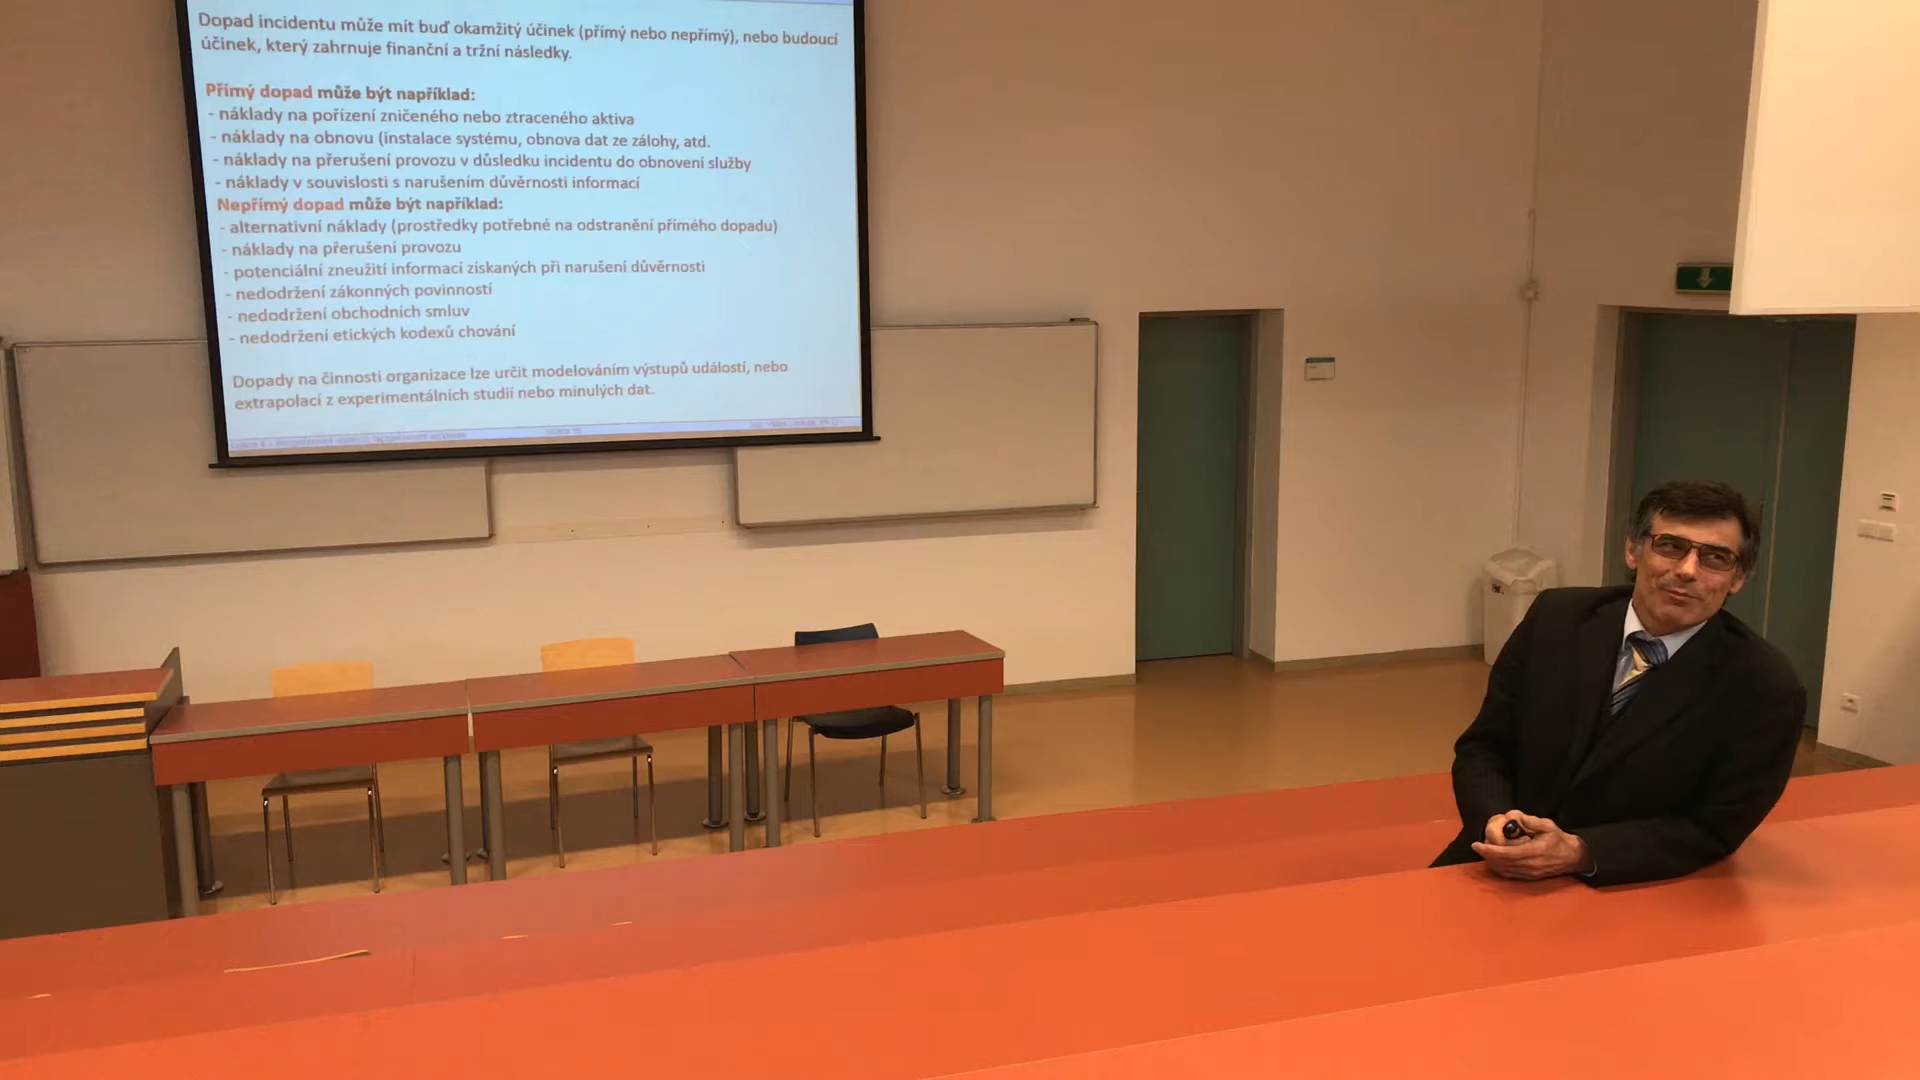 Dopad incidentu může mít buď okamžitý účinek (přímý nebo nepřímý), nebo budoucí
účinek, který zahrnuje finanční a tržní následky.
Přímý dopad může být například:
- náklady na pořízení zničeného nebo ztraceného aktiva
- náklady na obnovu (instalace systému, obnova dat ze zálohy, atd.
- náklady na přerušení provozu v důsledku incidentu do obnovení služby
- náklady v souvislosti s narušením důvěrnosti informací
Nepřímý dopad může být například:
- alternativní náklady (prostředky potřebné na odstranění přímého dopadu)
- náklady na přerušení provozu
- potenciální zneužití informací získaných při narušení důvěrnosti
- nedodržení zákonných povinností
- nedodržení obchodních smluv
- nedodržení etických kodexů chování
Dopady na činnosti organizace lze určit modelováním výstupů událostí, nebo
extrapolací z experimentálních studií nebo minulých dat.